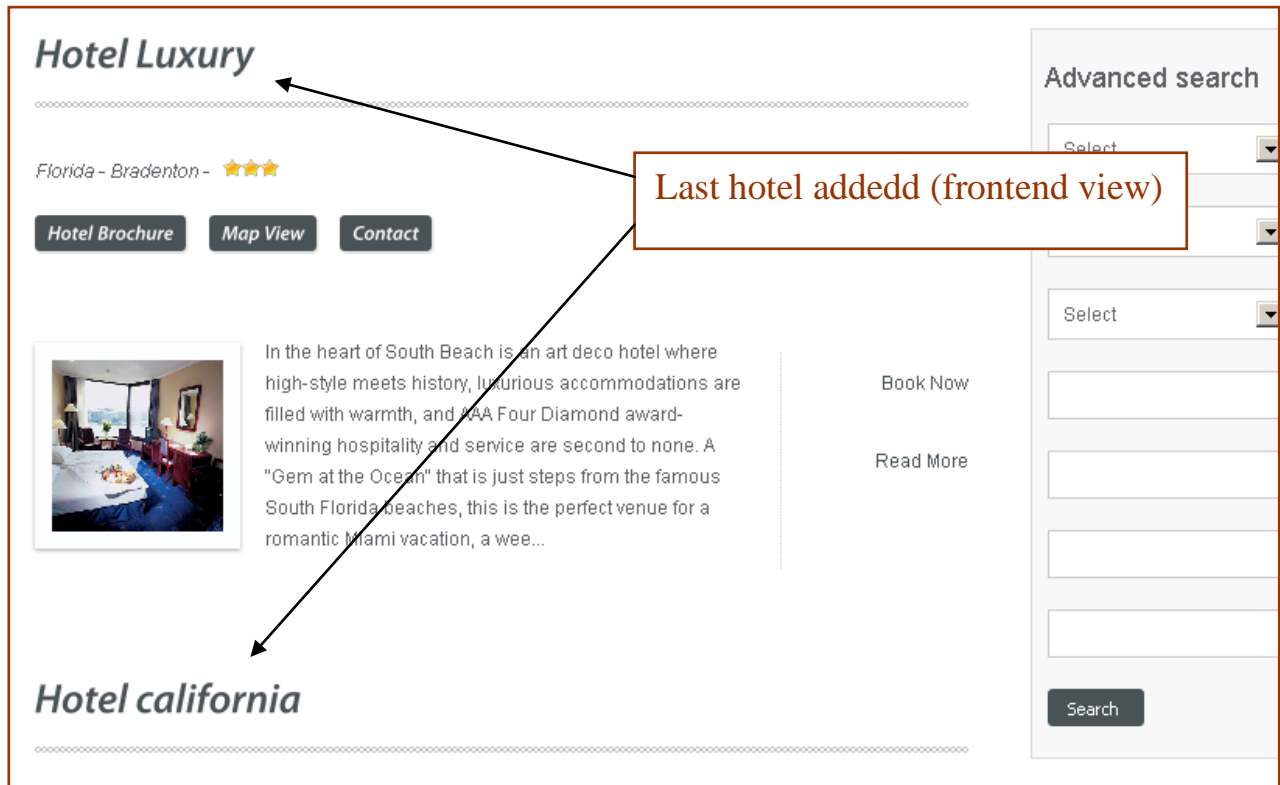 Hotel Luxury
Florida - Bradenton -
Hotel Brochure Map View Contact
In the heart of South Beach is an art deco hotel where
high-style meets history, luxurious accommodations are
filled with warmth, and AAA Four Diamond award-
winning hospitality and service are second to none. A
"Gem at the Ocean" that is just steps from the famous
South Florida beaches, this is the perfect venue for a
romantic Miami vacation, a wee...
Book Now
Read More
Hotel california
Last hotel addedd (frontend view)
Advanced search
Select
Select
Search